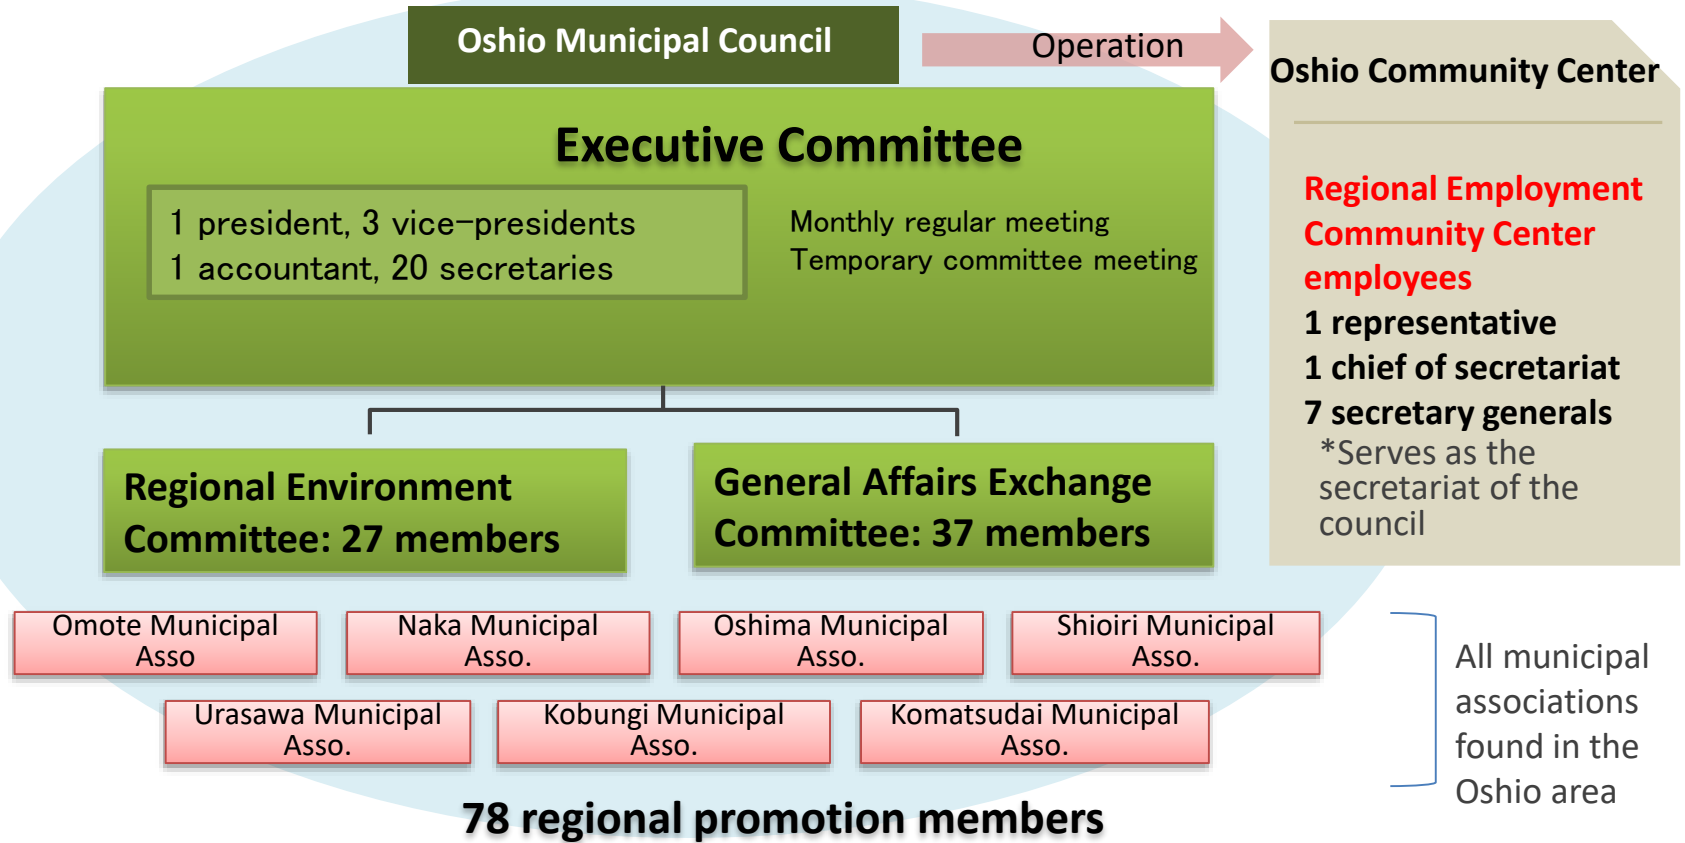 Oshio Municipal Council
Operation
Oshio Community Center
Executive Committee
1 president, 3 vice-presidents
1 accountant, 20 secretaries
Monthly regular meeting
Temporary committee meeting
Regional Employment
Community Center
employees
1 representative
1 chief of secretariat
7 secretary generals
*Serves as the
secretariat of the
council
Regional Environment
Committee: 27 members
General Affairs Exchange
Committee: 37 members
Omote Municipal
Asso
Naka Municipal
Asso.
Oshima Municipal
Asso.
Shioiri Municipal
Asso.
Urasawa Municipal
Asso.
Kobungi Municipal
Asso.
Komatsudai Municipal
Asso.
All municipal
associations
found in the
Oshio area
78 regional promotion members